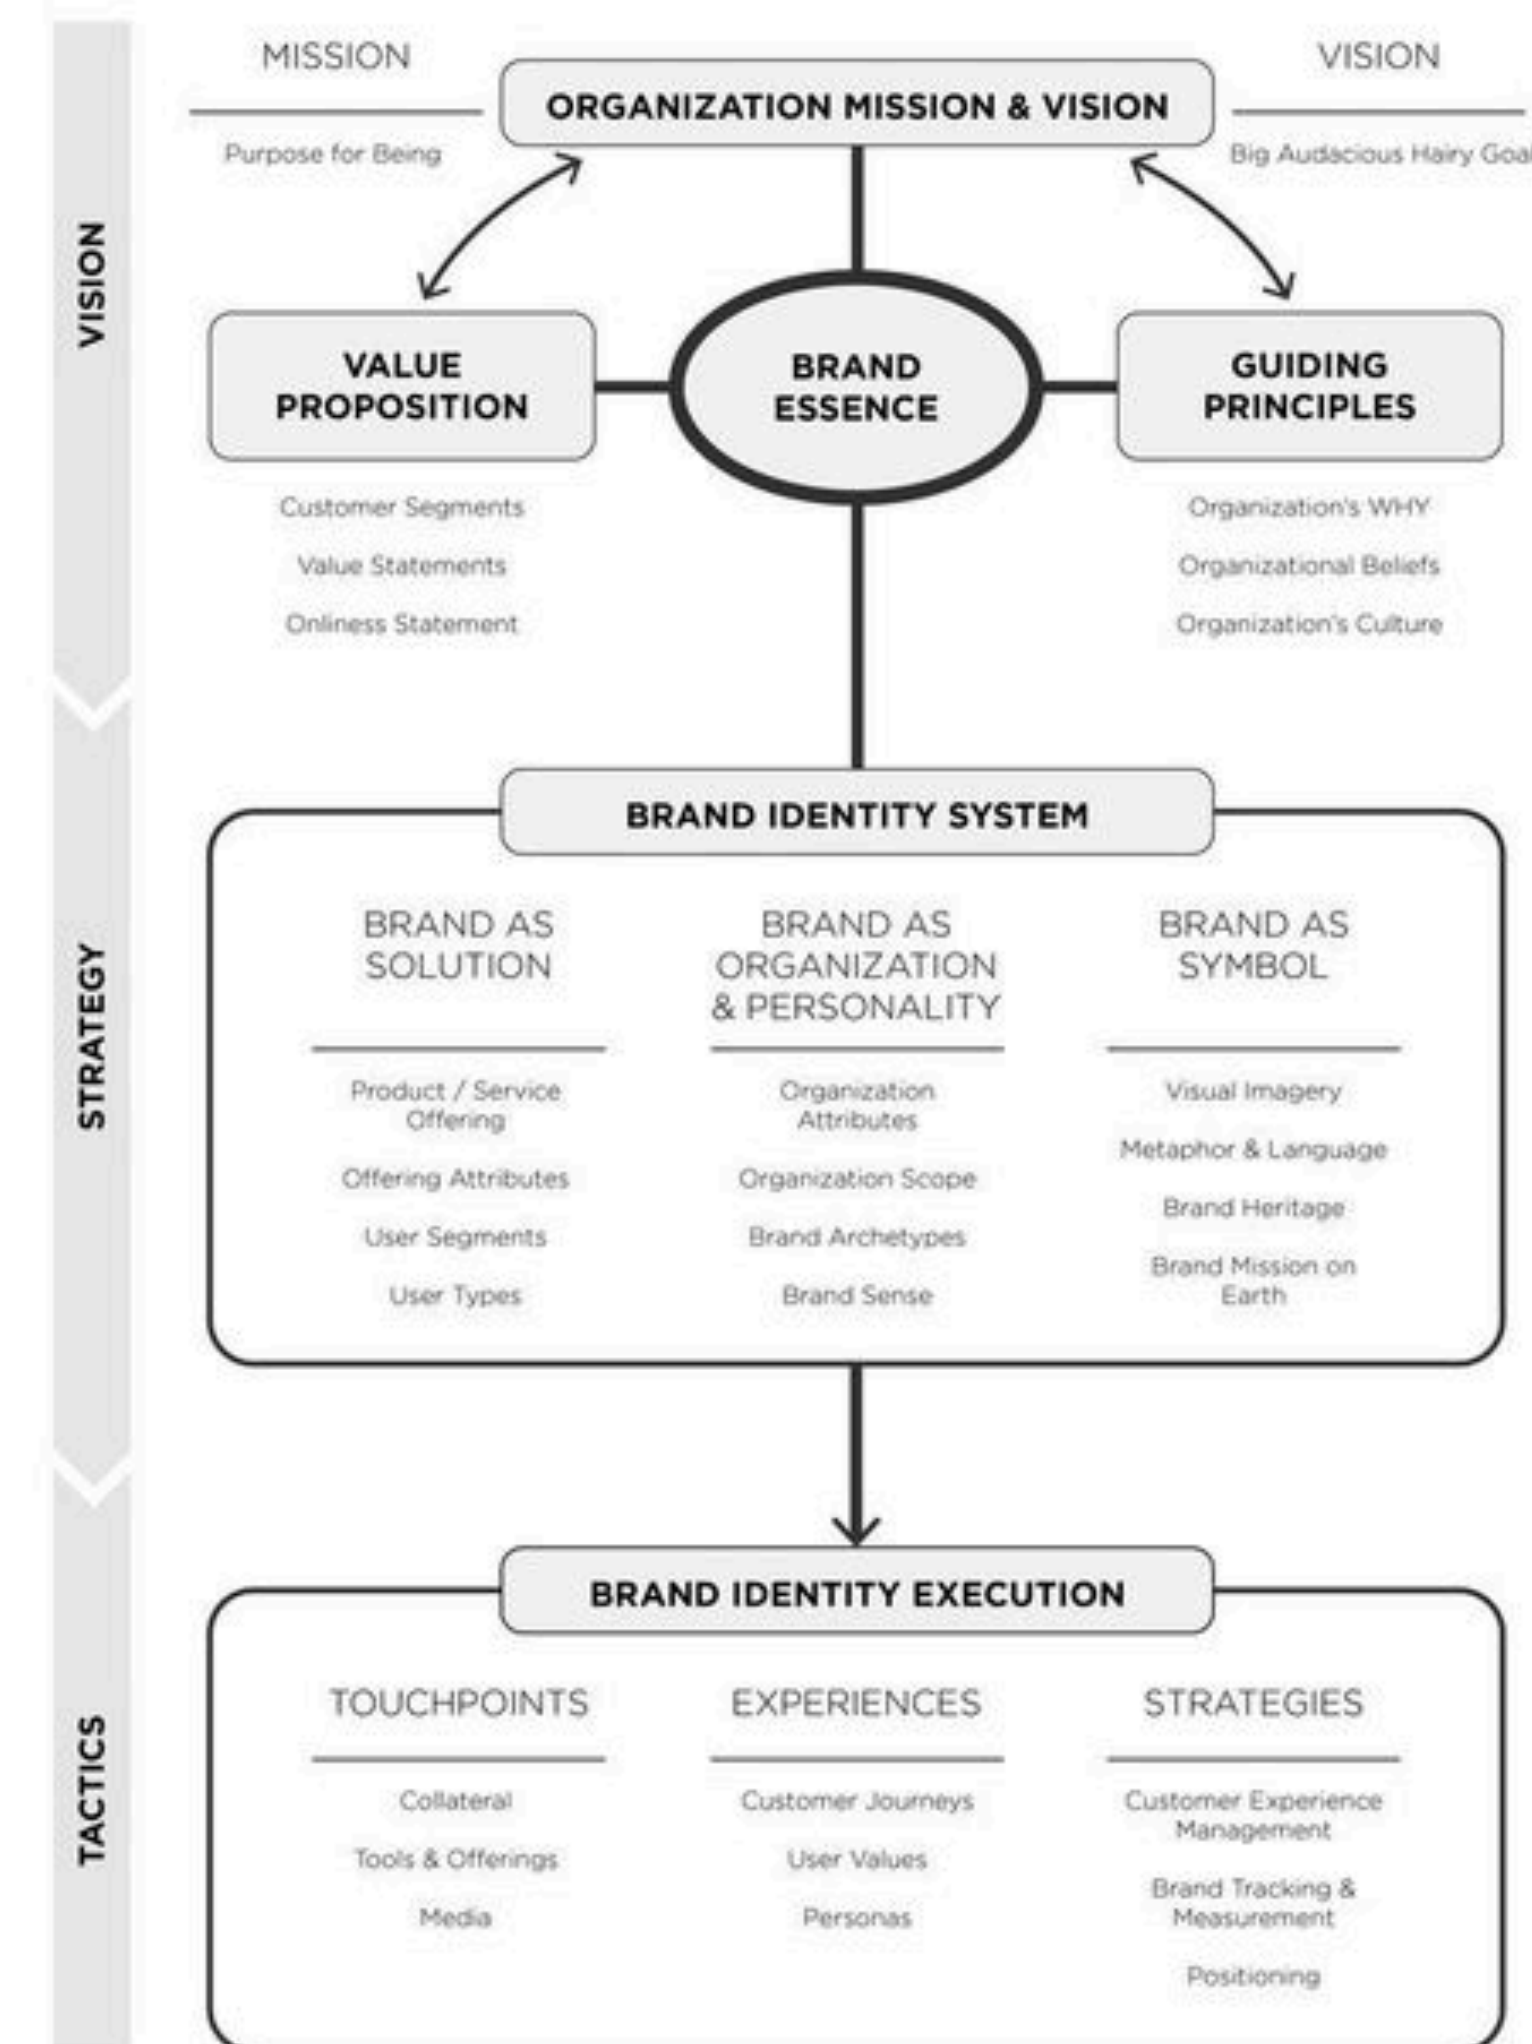 MISSION
VISION
ORGANIZATION MISSION & VISION
Purpose for Being
Big Audacious Hairy Goal
VISION
VALUE
PROPOSITION
BRAND
ESSENCE
GUIDING
PRINCIPLES
Customer Segments
Value Statements
Onliness Statement
Organization's WHY
Organizational Beliefs
Organization's Culture
STRATEGY
BRAND IDENTITY SYSTEM
BRAND AS
SOLUTION
Product / Service
Offering
Offering Attributes
User Segments
User Types
BRAND AS
ORGANIZATION
& PERSONALITY
Organization
Attributes
Organization Scope
Brand Archetypes
Brand Sense
BRAND AS
SYMBOL
Visual Imagery
Metaphor & Language
Brand Heritage
Brand Mission on
Earth
TACTICS
BRAND IDENTITY EXECUTION
TOUCHPOINTS
Collateral
Tools & Offerings
Media
EXPERIENCES
Customer Journeys
User Values
Personas
STRATEGIES
Customer Experience
Management
Brand Tracking &
Measurement
Positioning